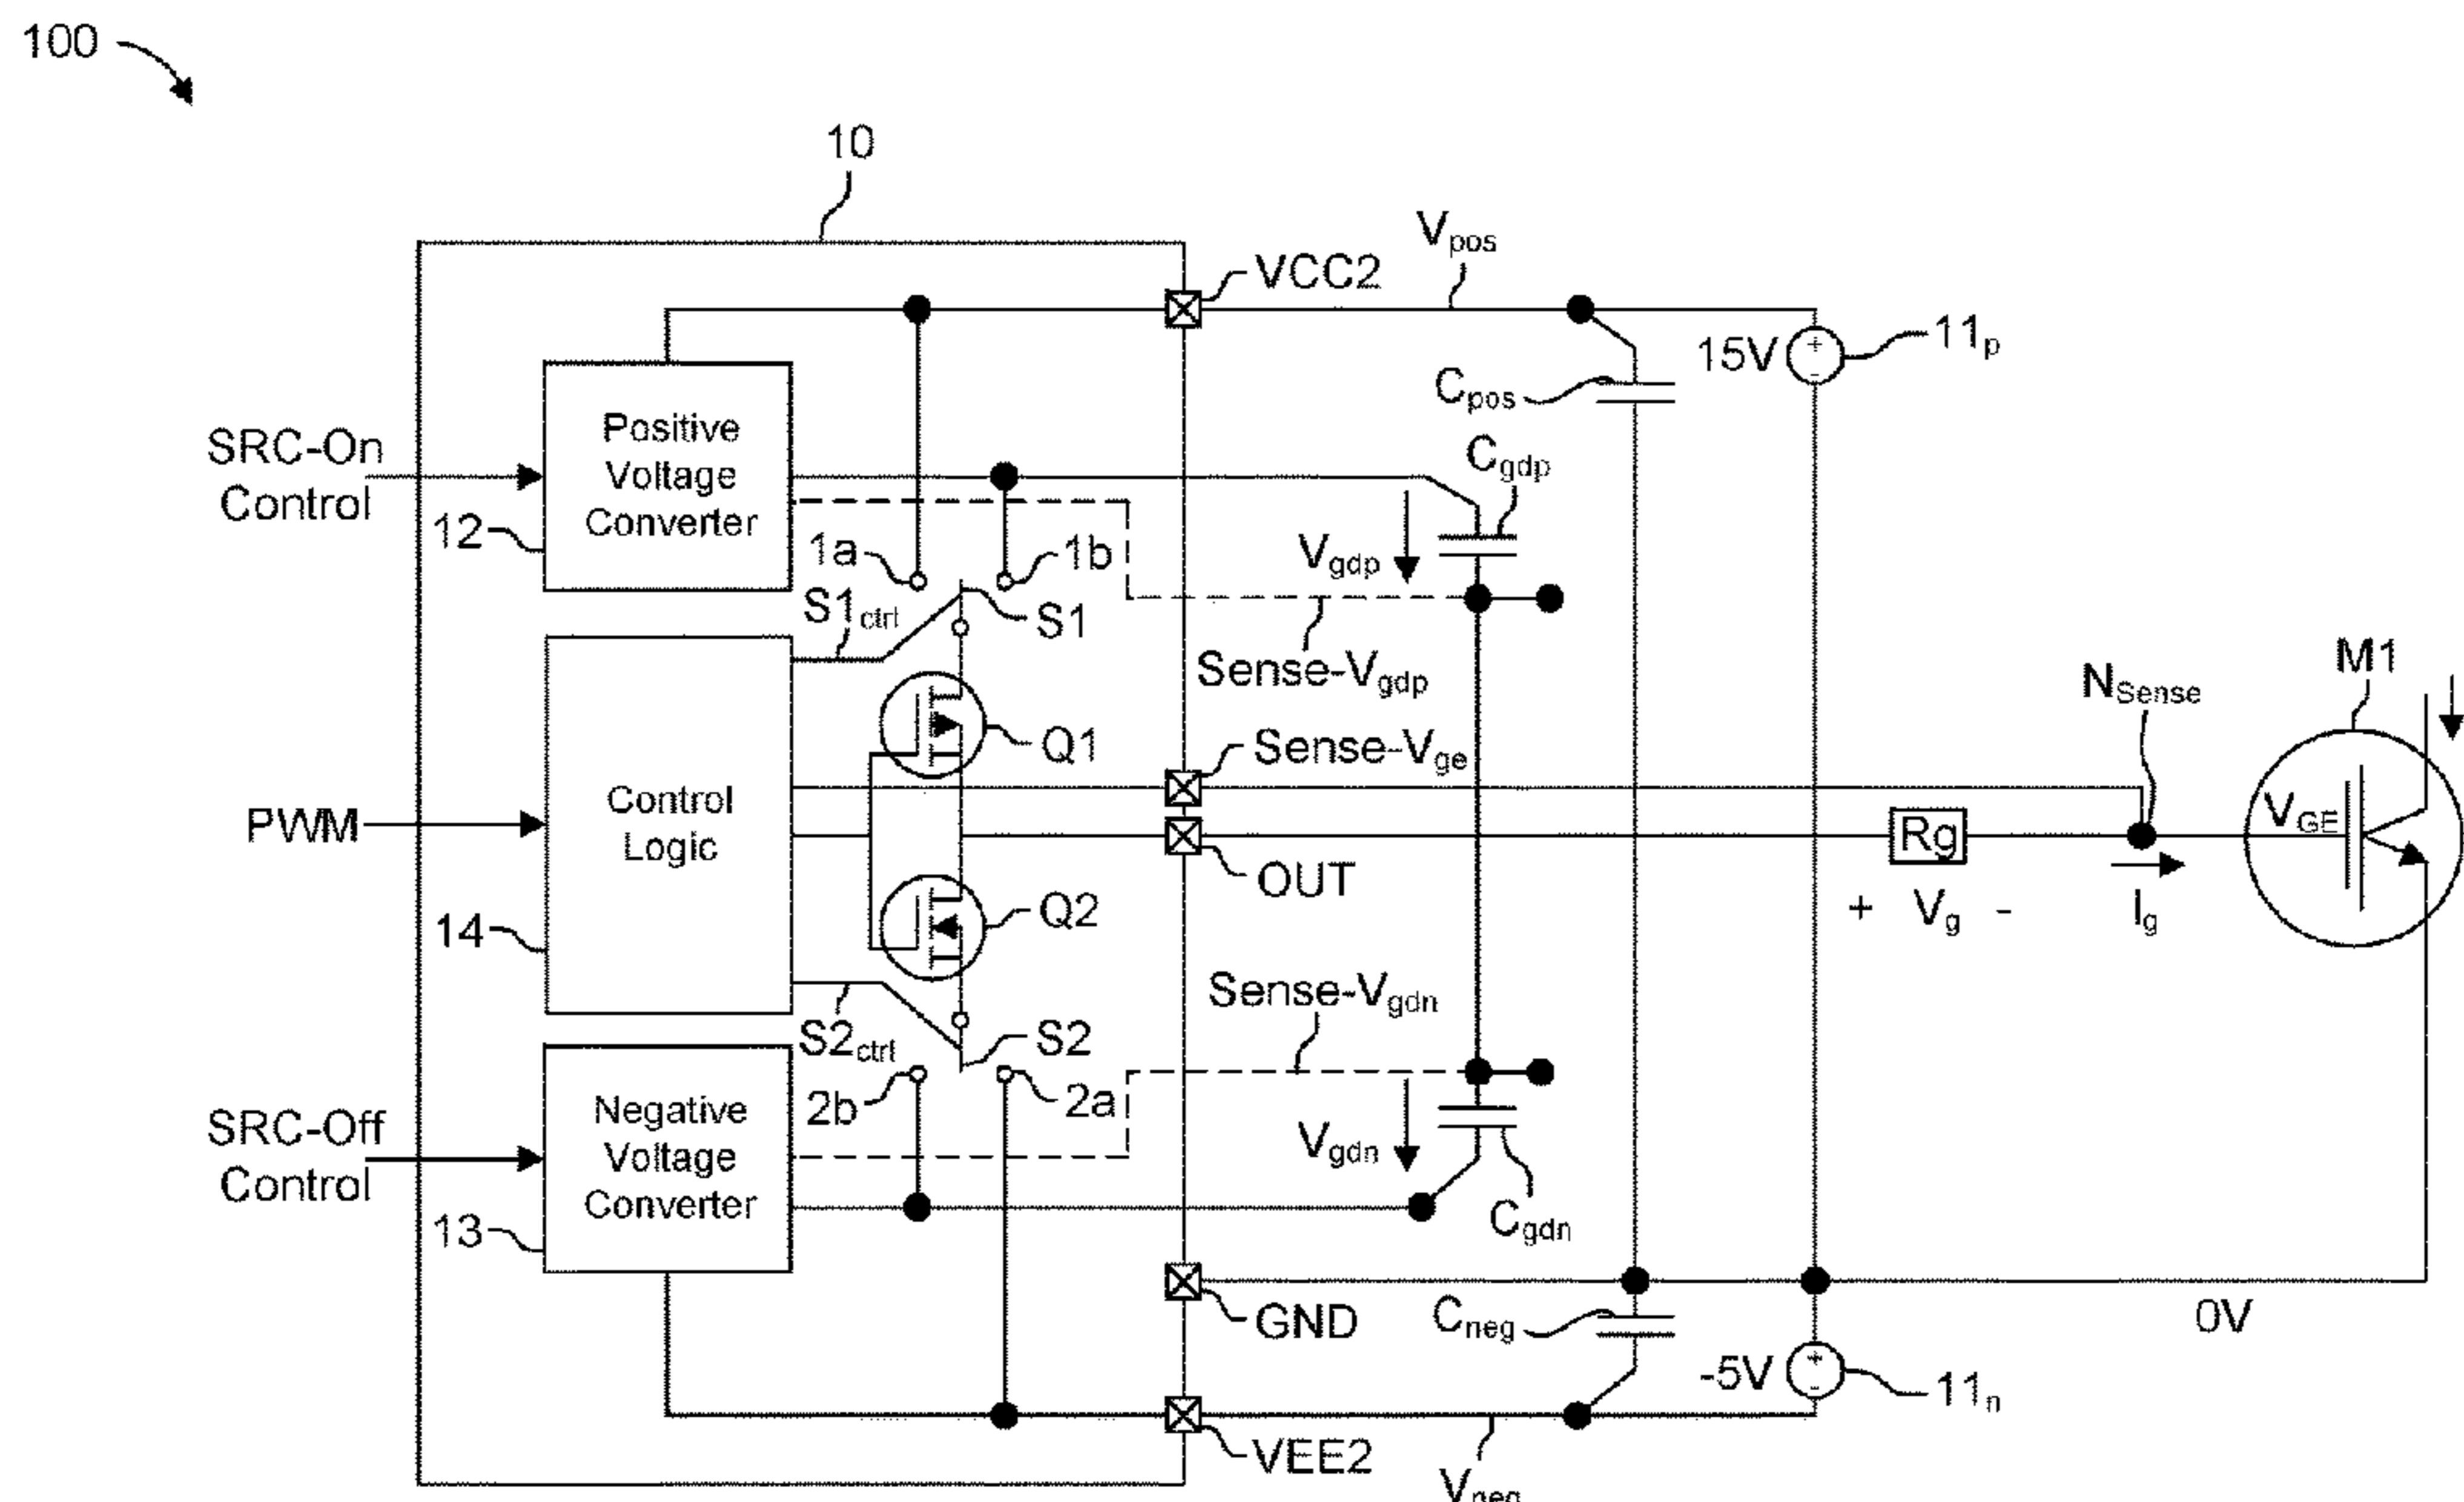 100
10
VCC2
Vpos
15V
11p
Cpos
Cgdp
SRC-On
Control
Positive
Voltage
Converter
12
1a
1b
Vgdp
S1ctrl
S1
Sense-Vgdp
M1
NSense
Q1
Sense-Vge
PWM
Control
Logic
VGE
Rg
OUT
+ Vg -
Ig
Q2
14
Sense-Vgdn
S2ctrl
S2
SRC-Off
Control
Negative
Voltage
Converter
2b
2a
Vgdn
Cgdn
13
GND
Cneg
0V
-5V
11n
VEE2
Vneg